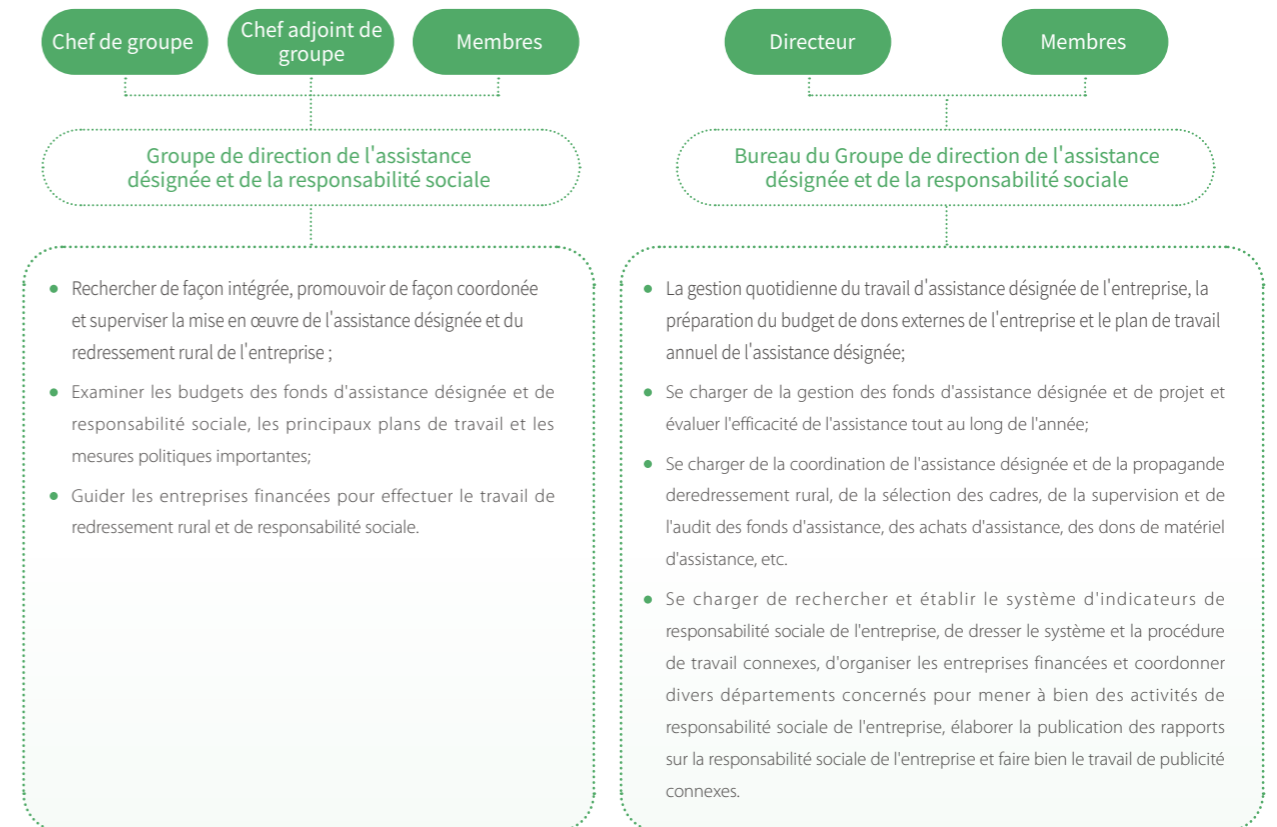 Chef de groupe
Chef adjoint de
groupe
Membres
Groupe de direction de l'assistance
désignée et de la responsabilité sociale
• Rechercher de façon intégrée, promouvoir de façon coordonée
et superviser la mise en œuvre de l'assistance désignée et du
redressement rural de l'entreprise ;
• Examiner les budgets des fonds d'assistance désignée et de
responsabilité sociale, les principaux plans de travail et les
mesures politiques importantes;
• Guider les entreprises financées pour effectuer le travail de
redressement rural et de responsabilité sociale.
Directeur
Membres
Bureau du Groupe de direction de l'assistance
désignée et de la responsabilité sociale
• La gestion quotidienne du travail d'assistance désignée de l'entreprise, la
préparation du budget de dons externes de l'entreprise et le plan de travail
annuel de l'assistance désignée;
• Se charger de la gestion des fonds d'assistance désignée et de projet et
évaluer l'efficacité de l'assistance tout au long de l'année;
• Se charger de la coordination de l'assistance désignée et de la propagande
deredressement rural, de la sélection des cadres, de la supervision et de
l'audit des fonds d'assistance, des achats d'assistance, des dons de matériel
d'assistance, etc.
• Se charger de rechercher et établir le système d'indicateurs de
responsabilité sociale de l'entreprise, de dresser le système et la procédure
de travail connexes, d'organiser les entreprises financées et coordonner
divers départements concernés pour mener à bien des activités de
responsabilité sociale de l'entreprise, élaborer la publication des rapports
sur la responsabilité sociale de l'entreprise et faire bien le travail de publicité
connexes.